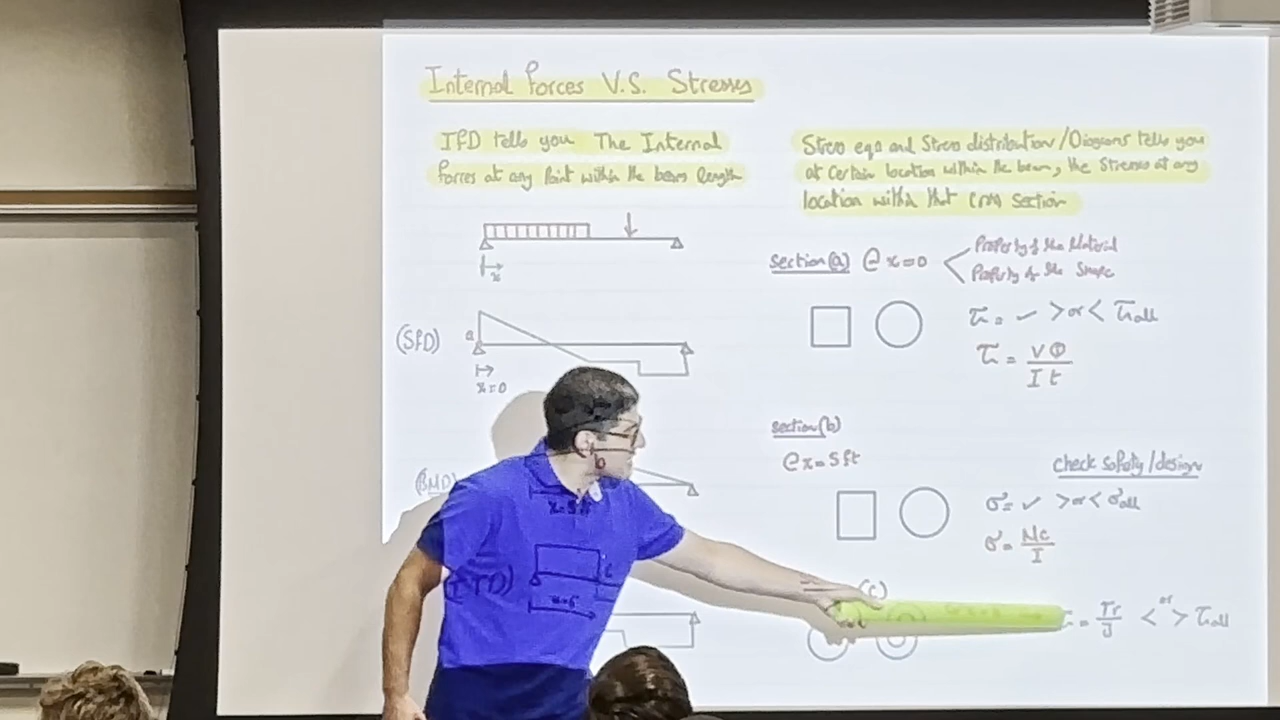 Internal Forces V.S. Stresses
IFD tells you The Internal
Forces at any Point within the beam length
Stress eqn and Stress distribution/Diagrams tells you
at Certain location within the beam, the Stresses at any
location within that Cross section
x
section(a) @ x=0
Property of the Material
Property of the Shape
(SFD)
a
x=0
τ = ✓ > or < τall
τ = VQ / It
section(b)
@ x=5ft
(BMD)
b
x=5ft
check safety/design
σ = ✓ > or < σall
σ = Mc / I
c
x=6
(c)
= Tr / J < or > τall